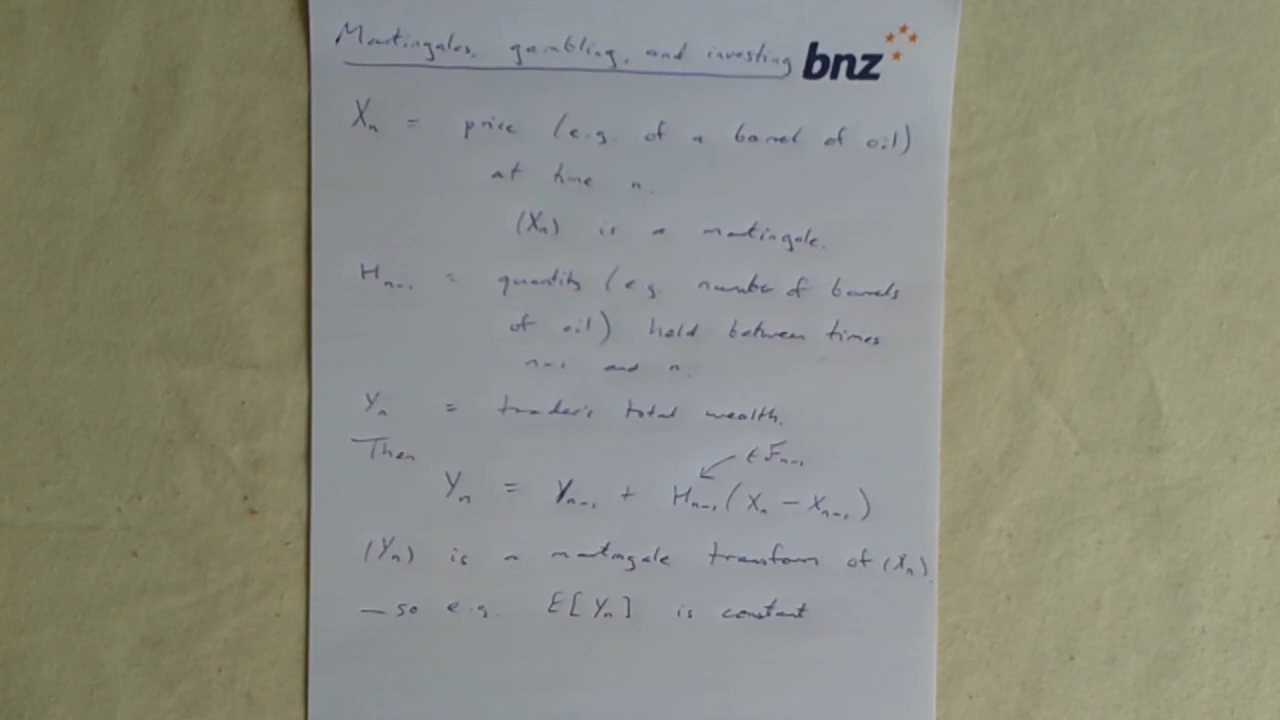 Martingales, gambling, and investing bnz
Xₙ = price (e.g. of a barrel of oil)
at time n.
(Xₙ) is a martingale.
Hₙ₋₁ = quantity (e.g. number of barrels
of oil) held between times
n-1 and n.
Yₙ = trader's total wealth.
Then ∈ Fₙ₋₁
Yₙ = Yₙ₋₁ + Hₙ₋₁(Xₙ - Xₙ₋₁)
(Yₙ) is a martingale transform of (Xₙ)
— so e.g. E[Yₙ] is constant